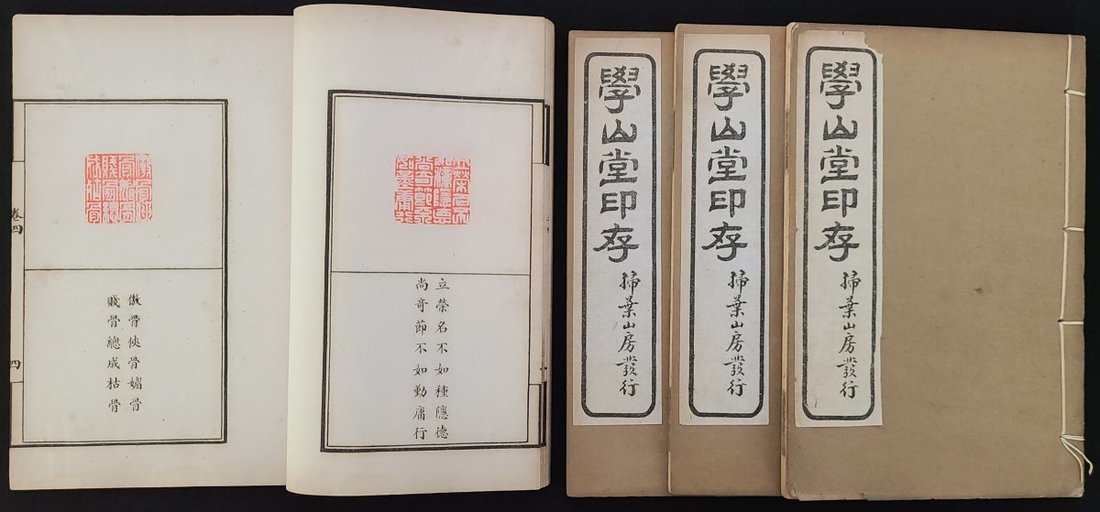 立榮名不如種隱德
尚奇節不如勤庸行
傲骨俠骨媚骨
賤骨總成枯骨
卷四
四
學山堂印存
掃葉山房發行
學山堂印存
掃葉山房發行
學山堂印存
掃葉山房發行